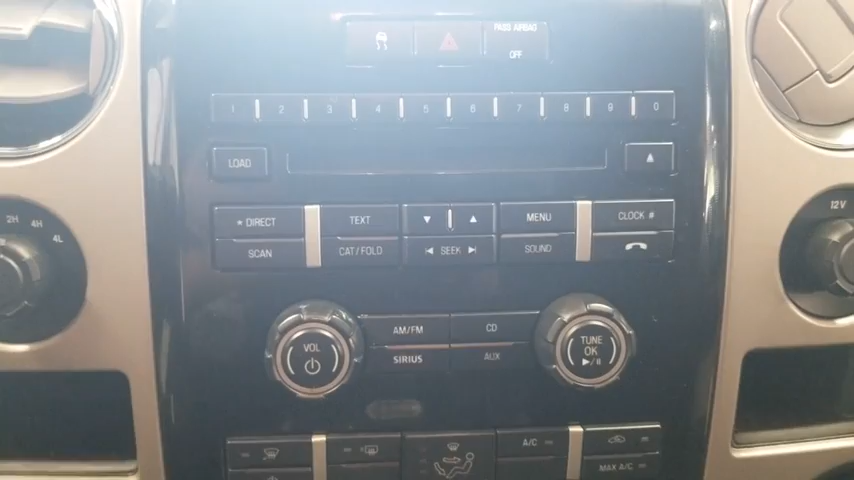 PASS AIRBAG
OFF
1 2 3 4 5 6 7 8 9 0
LOAD
2H 4H 4L
12V
* DIRECT TEXT MENU CLOCK #
SCAN CAT/FOLD SEEK SOUND
AM/FM CD
SIRIUS AUX
VOL
TUNE
OK
A/C
MAX A/C